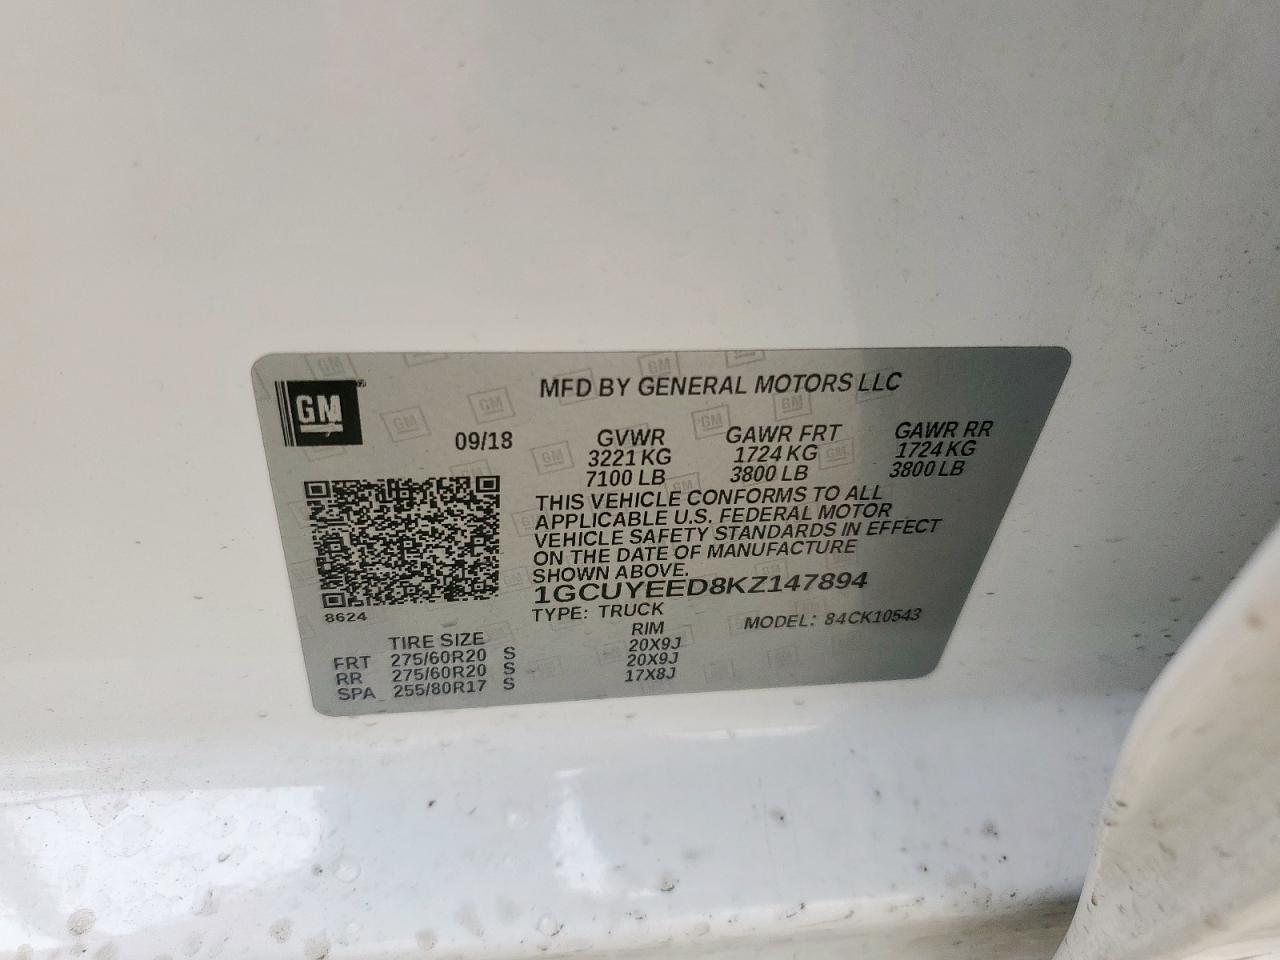 GM
MFD BY GENERAL MOTORS LLC
09/18 GVWR GAWR FRT GAWR RR
3221 KG 1724 KG 1724 KG
7100 LB 3800 LB 3800 LB
THIS VEHICLE CONFORMS TO ALL
APPLICABLE U.S. FEDERAL MOTOR
VEHICLE SAFETY STANDARDS IN EFFECT
ON THE DATE OF MANUFACTURE
SHOWN ABOVE.
1GCUYEED8KZ147894
8624
TYPE: TRUCK MODEL: 84CK10543
TIRE SIZE RIM
FRT 275/60R20 S 20X9J
RR 275/60R20 S 20X9J
SPA 255/80R17 S 17X8J